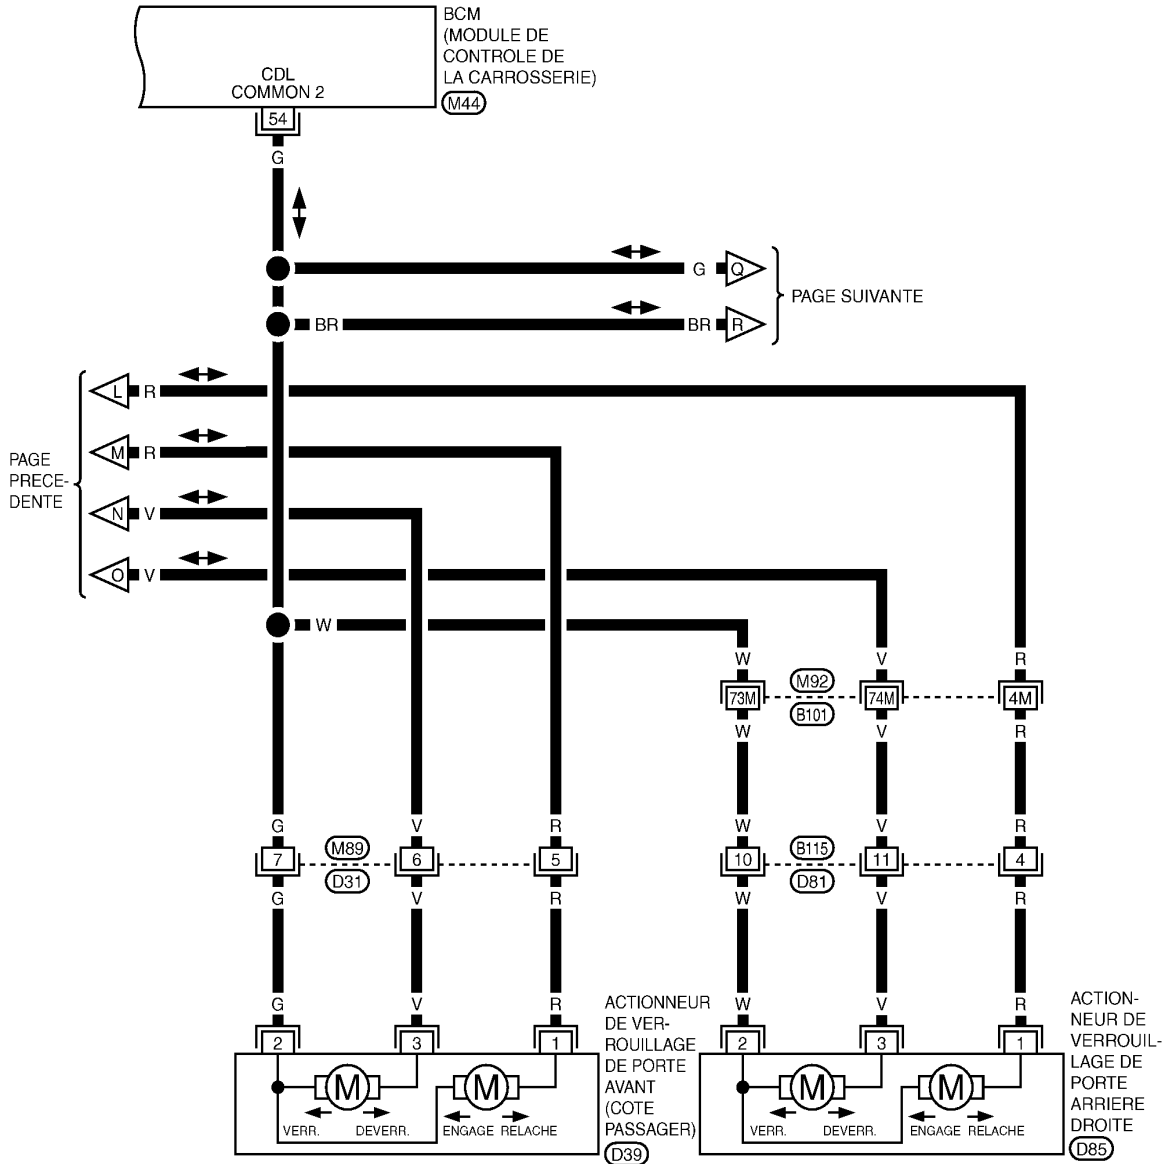 BCM
(MODULE DE
CONTROLE DE
LA CARROSSERIE)
M44
CDL
COMMON 2
54
G
G Q
PAGE SUIVANTE
BR BR R
L R
M R
PAGE
PRECE-
DENTE
N V
O V
W
W V R
73M M92 74M 4M
B101
W V R
G V R W V R
7 M89 6 5 10 B115 11 4
D31 D81
G V R W V R
G V R W V R
2 3 1 2 3 1
M M M M
VERR. DEVERR. ENGAGE RELACHE
ACTIONNEUR
DE VER-
ROUILLAGE
DE PORTE
AVANT
(COTE
PASSAGER)
D39
VERR. DEVERR. ENGAGE RELACHE
ACTION-
NEUR DE
VERROUIL-
LAGE DE
PORTE
ARRIERE
DROITE
D85